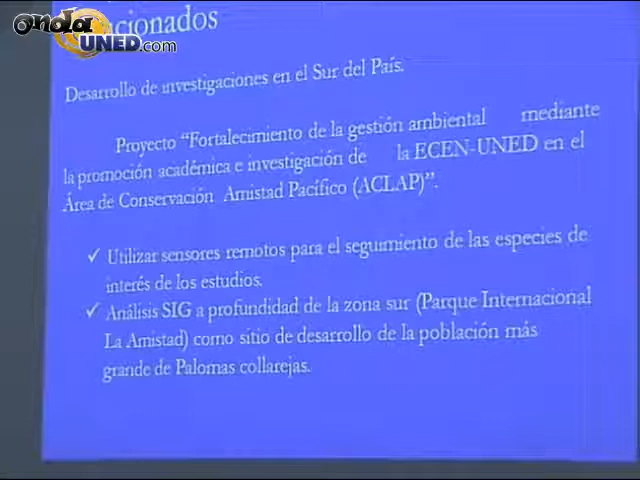 onda
UNED.com
cionados
Desarrollo de investigaciones en el Sur del País.
Proyecto “Fortalecimiento de la gestión ambiental mediante
la promoción académica e investigación de la ECEN-UNED en el
Área de Conservación Amistad Pacífico (ACLAP)”.
✓ Utilizar sensores remotos para el seguimiento de las especies de
interés de los estudios.
✓ Análisis SIG a profundidad de la zona sur (Parque Internacional
La Amistad) como sitio de desarrollo de la población más
grande de Palomas collarejas.